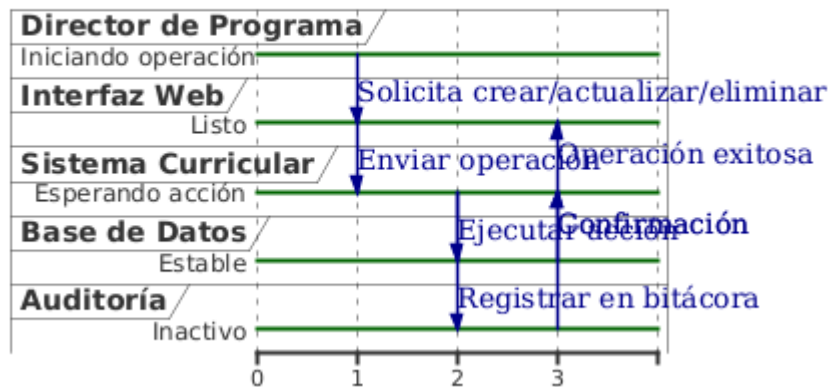 Director de Programa
Iniciando operación
Solicita crear/actualizar/eliminar
Interfaz Web
Listo
Enviar operación
Operación exitosa
Sistema Curricular
Esperando acción
Confirmación
Base de Datos
Ejecutar acción
Estable
Registrar en bitácora
Auditoría
Inactivo
0 1 2 3